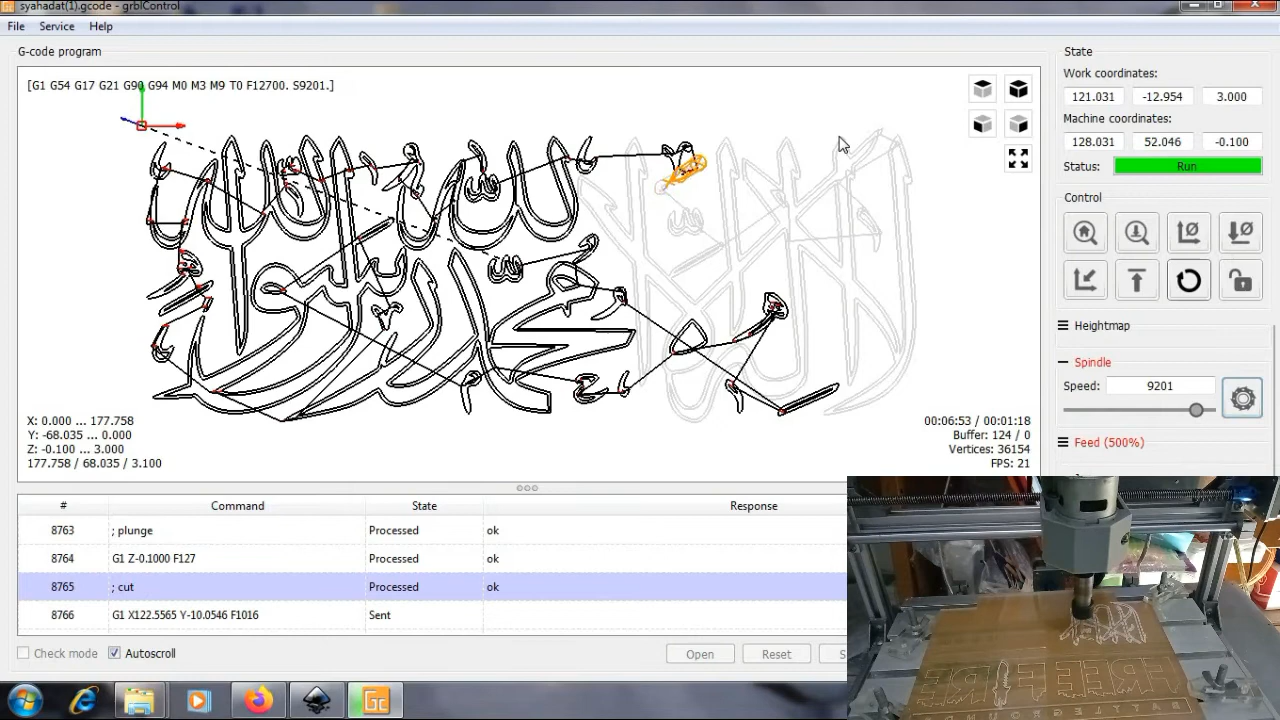 syahadat(1).gcode - grblControl
File Service Help
G-code program
[G1 G54 G17 G21 G90 G94 M0 M3 M9 T0 F12700. S9201.]
X: 0.000 ... 177.758
Y: -68.035 ... 0.000
Z: -0.100 ... 3.000
177.758 / 68.035 / 3.100
00:06:53 / 00:01:18
Buffer: 124 / 0
Vertices: 36154
FPS: 21
# Command State Response
8763 ; plunge Processed ok
8764 G1 Z-0.1000 F127 Processed ok
8765 ; cut Processed ok
8766 G1 X122.5565 Y-10.0546 F1016 Sent
Check mode Autoscroll Open Reset
State
Work coordinates:
121.031 -12.954 3.000
Machine coordinates:
128.031 52.046 -0.100
Status: Run
Control
Heightmap
Spindle
Speed: 9201
Feed (500%)
FREE FIRE
Gc